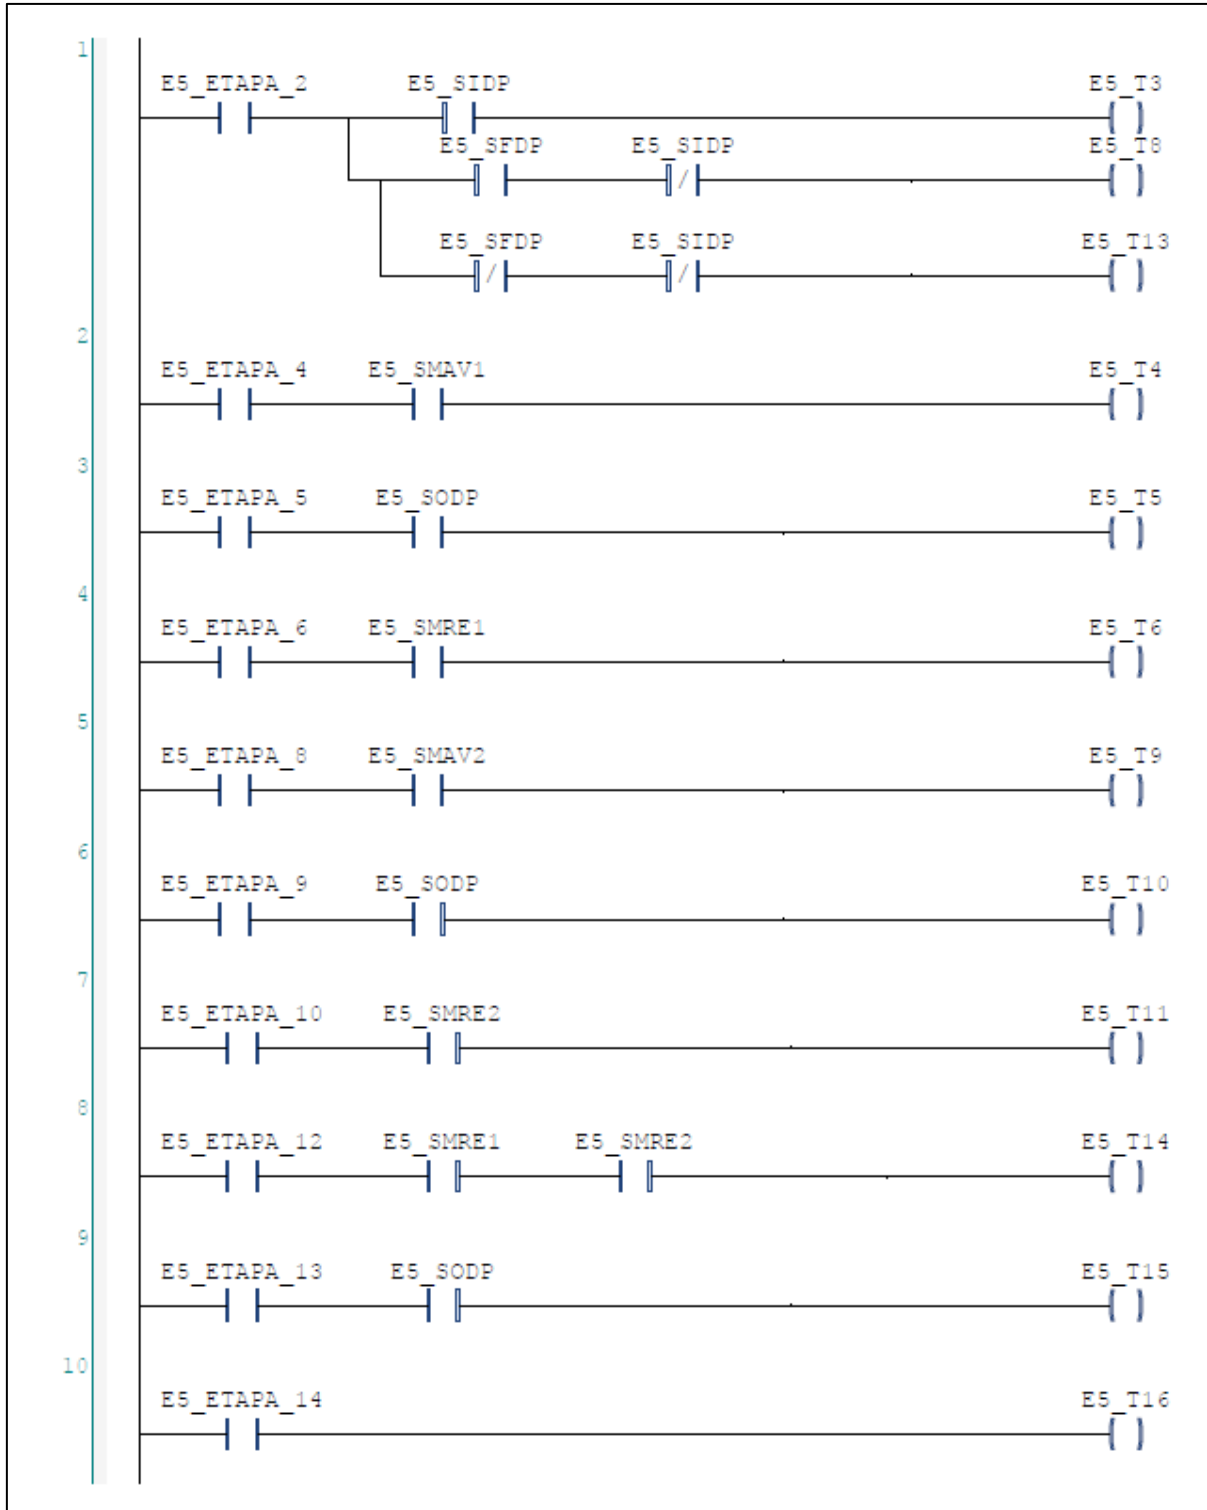 1
E5_ETAPA_2 E5_SIDP E5_T3
E5_SFDP E5_SIDP E5_T8
E5_SFDP E5_SIDP E5_T13
2
E5_ETAPA_4 E5_SMAV1 E5_T4
3
E5_ETAPA_5 E5_SODP E5_T5
4
E5_ETAPA_6 E5_SMRE1 E5_T6
5
E5_ETAPA_8 E5_SMAV2 E5_T9
6
E5_ETAPA_9 E5_SODP E5_T10
7
E5_ETAPA_10 E5_SMRE2 E5_T11
8
E5_ETAPA_12 E5_SMRE1 E5_SMRE2 E5_T14
9
E5_ETAPA_13 E5_SODP E5_T15
10
E5_ETAPA_14 E5_T16